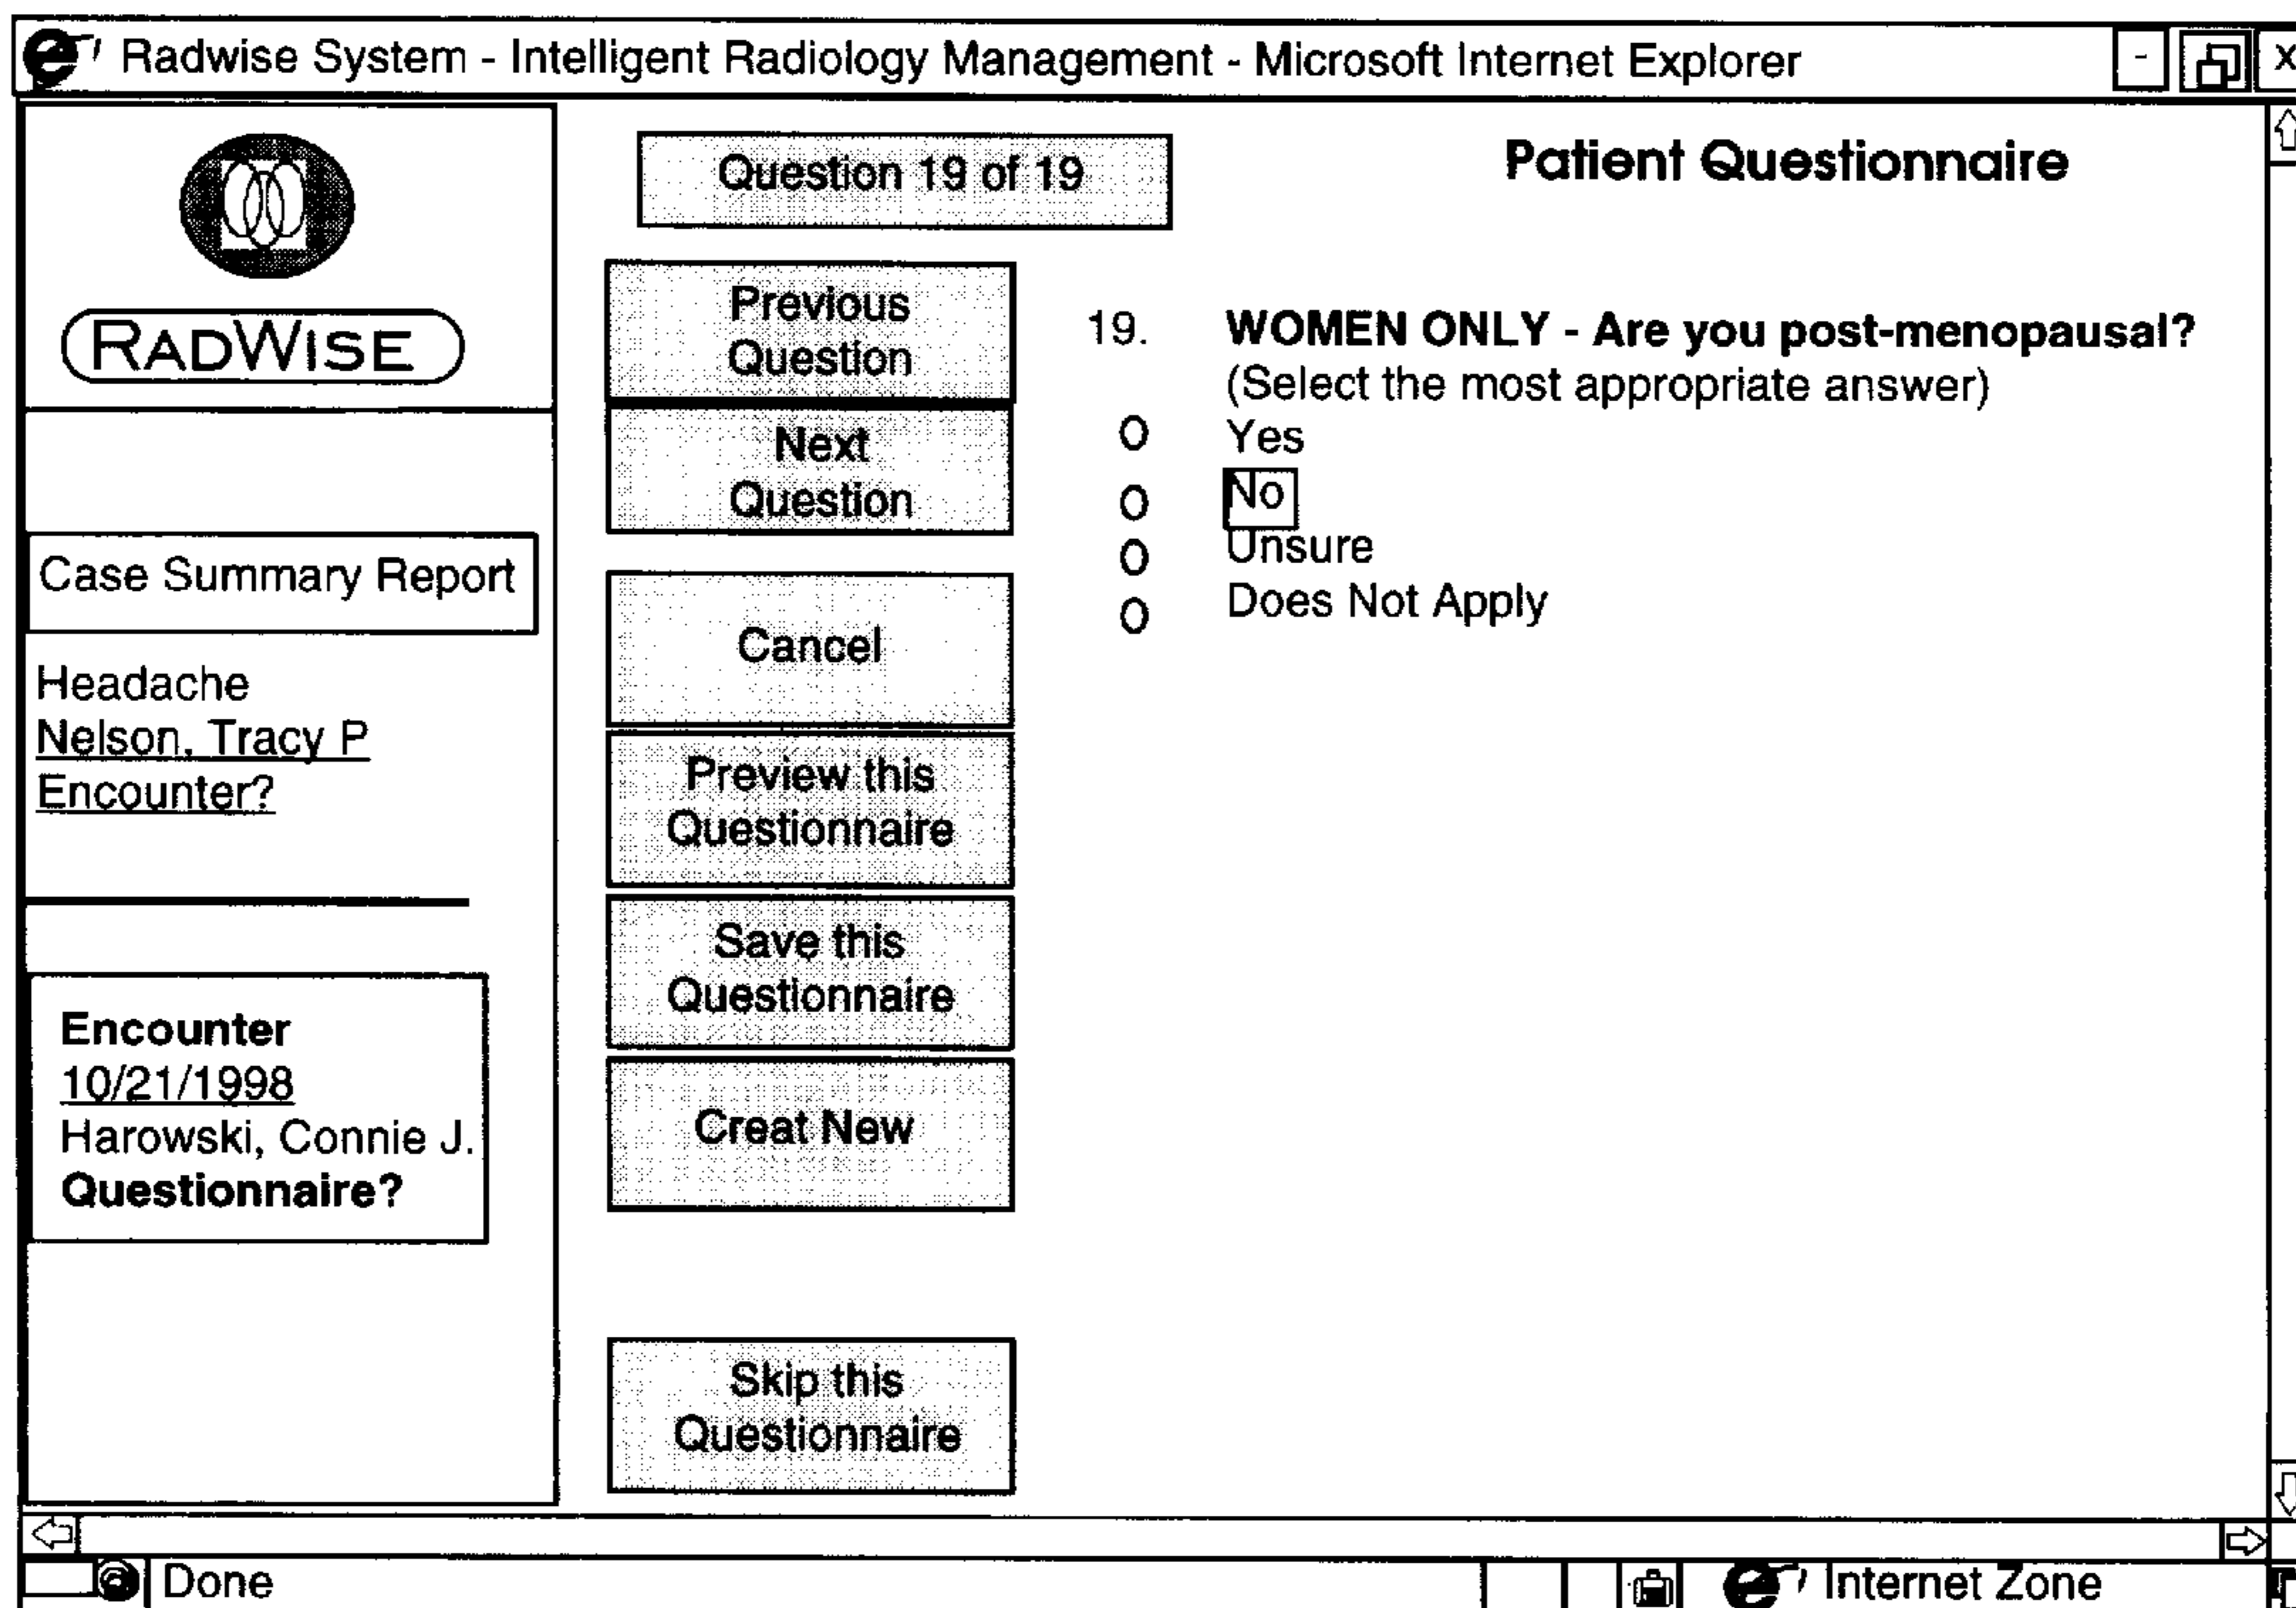 Radwise System - Intelligent Radiology Management - Microsoft Internet Explorer
- x
RADWISE
Case Summary Report
Headache
Nelson, Tracy P
Encounter?
Encounter
10/21/1998
Harowski, Connie J.
Questionnaire?
Question 19 of 19
Previous
Question
Next
Question
Cancel
Preview this
Questionnaire
Save this
Questionnaire
Creat New
Skip this
Questionnaire
Patient Questionnaire
19. WOMEN ONLY - Are you post-menopausal?
(Select the most appropriate answer)
Yes
No
Unsure
Does Not Apply
Done
Internet Zone